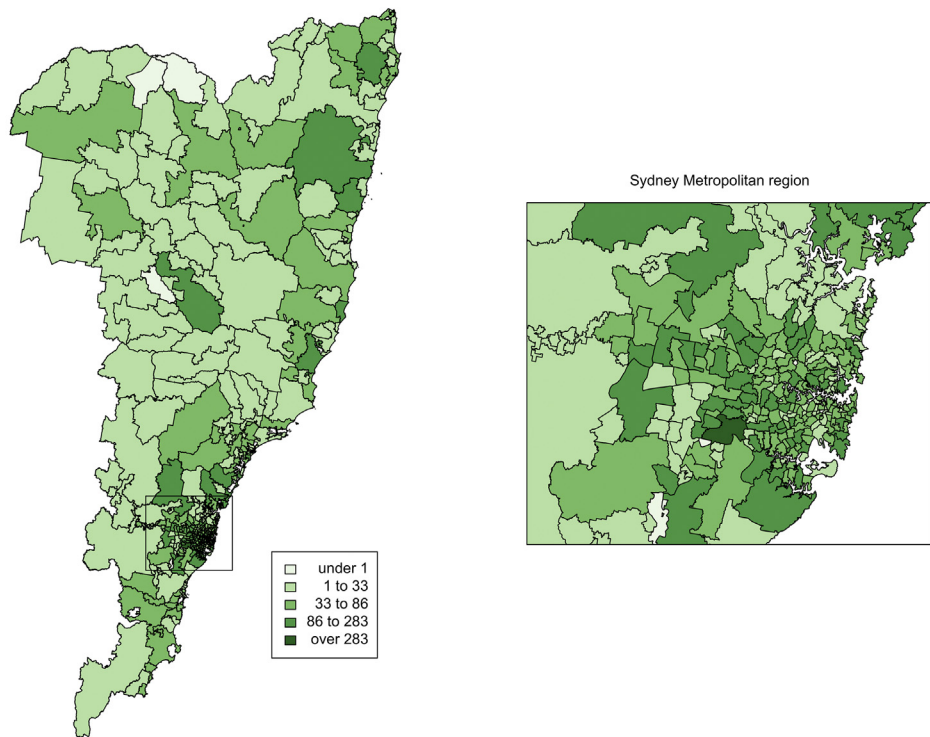 Sydney Metropolitan region
under 1
1 to 33
33 to 86
86 to 283
over 283